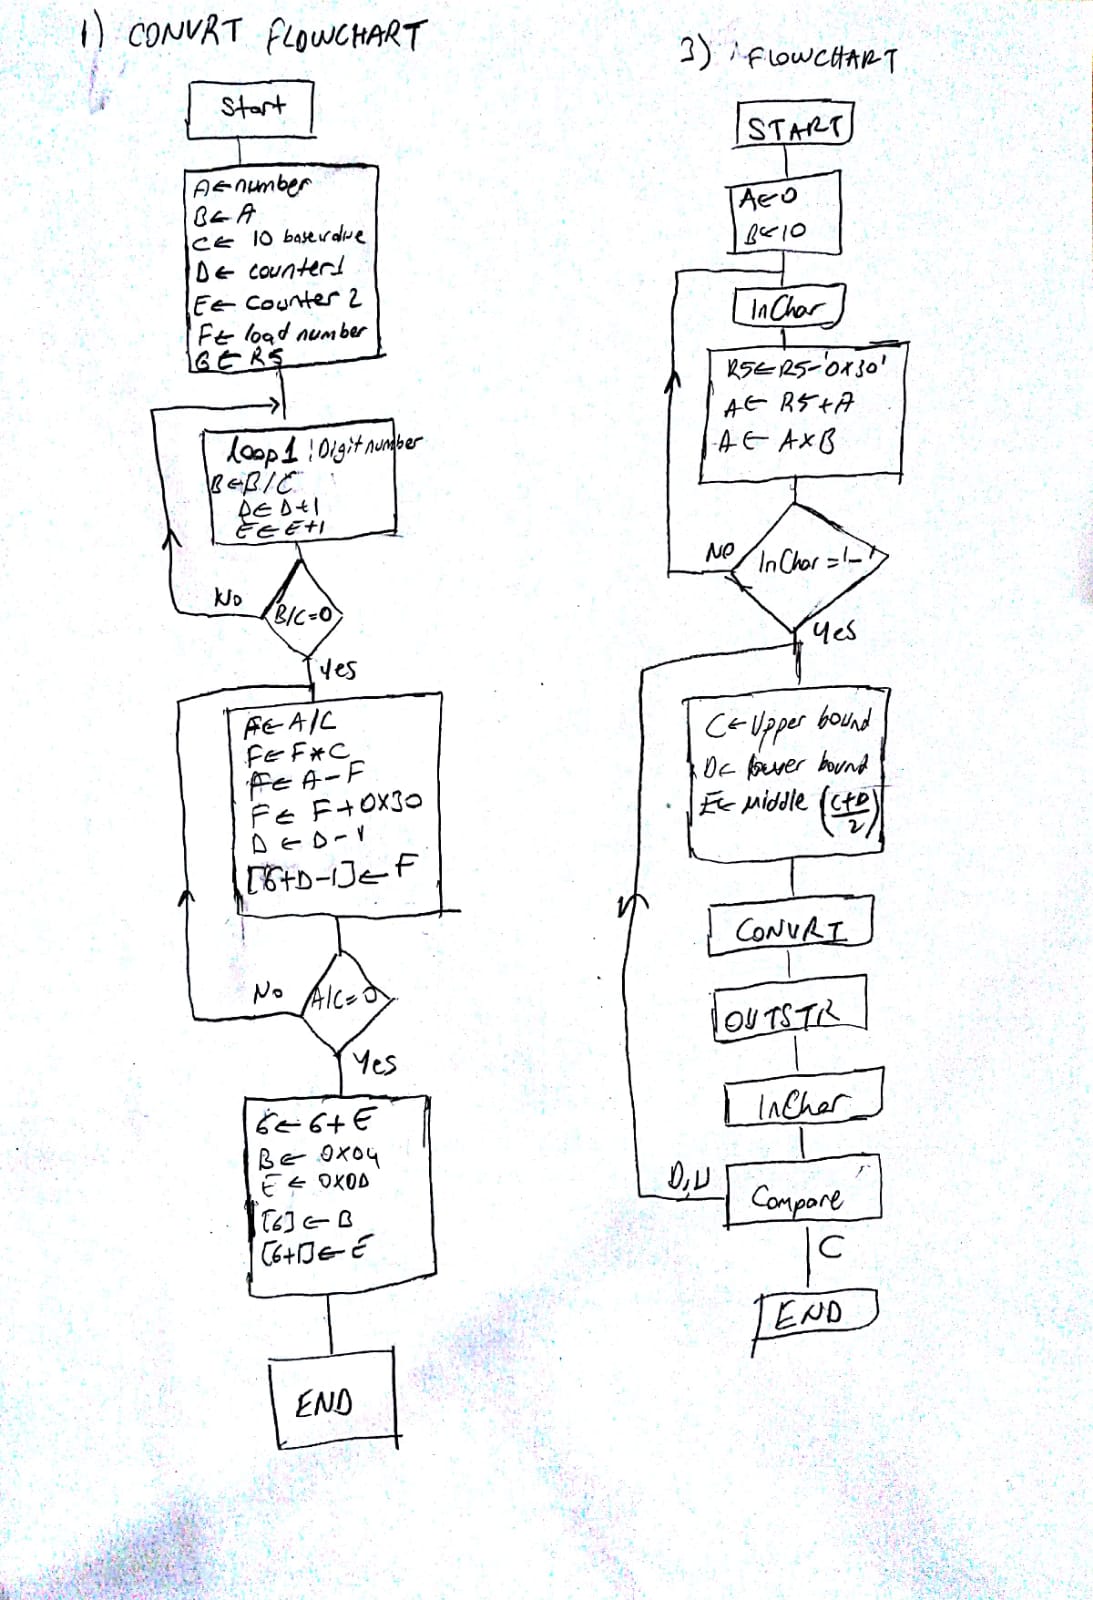 1) CONVRT FLOWCHART
Start
A ← number
B ← A
C ← 10 base value
D ← counter1
E ← counter 2
F ← load number
G ← R5
loop1 : Digit number
B ← B/C
D ← D+1
E ← E+1
B/C=0
No
Yes
F ← A/C
F ← F*C
F ← A-F
F ← F+0X30
D ← D-1
[G+D-1] ← F
A/C=0
No
Yes
G ← G+E
B ← 0X04
E ← 0X0D
[G] ← B
[G+1] ← E
END
3) : FLOWCHART
START
A ← 0
B ← 10
InChar
R5 ← R5-'0x30'
A ← R5+A
A ← A×B
InChar = '-'
NO
Yes
C ← Upper bound
D ← lower bound
E ← Middle (C+D/2)
CONVRT
OUTSTR
InChar
Compare
D,U
C
END